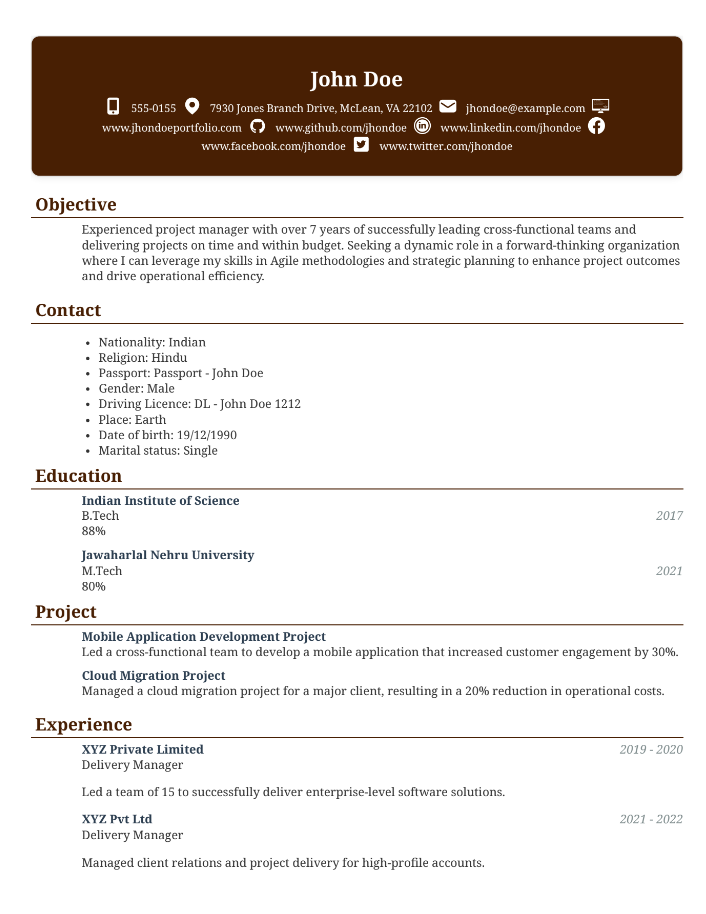 John Doe
555-0155 7930 Jones Branch Drive, McLean, VA 22102 jhondoe@example.com
www.jhondoeportfolio.com www.github.com/jhondoe www.linkedin.com/jhondoe
www.facebook.com/jhondoe www.twitter.com/jhondoe
Objective
Experienced project manager with over 7 years of successfully leading cross-functional teams and
delivering projects on time and within budget. Seeking a dynamic role in a forward-thinking organization
where I can leverage my skills in Agile methodologies and strategic planning to enhance project outcomes
and drive operational efficiency.
Contact
• Nationality: Indian
• Religion: Hindu
• Passport: Passport - John Doe
• Gender: Male
• Driving Licence: DL - John Doe 1212
• Place: Earth
• Date of birth: 19/12/1990
• Marital status: Single
Education
Indian Institute of Science
B.Tech 2017
88%
Jawaharlal Nehru University
M.Tech 2021
80%
Project
Mobile Application Development Project
Led a cross-functional team to develop a mobile application that increased customer engagement by 30%.
Cloud Migration Project
Managed a cloud migration project for a major client, resulting in a 20% reduction in operational costs.
Experience
XYZ Private Limited 2019 - 2020
Delivery Manager
Led a team of 15 to successfully deliver enterprise-level software solutions.
XYZ Pvt Ltd 2021 - 2022
Delivery Manager
Managed client relations and project delivery for high-profile accounts.